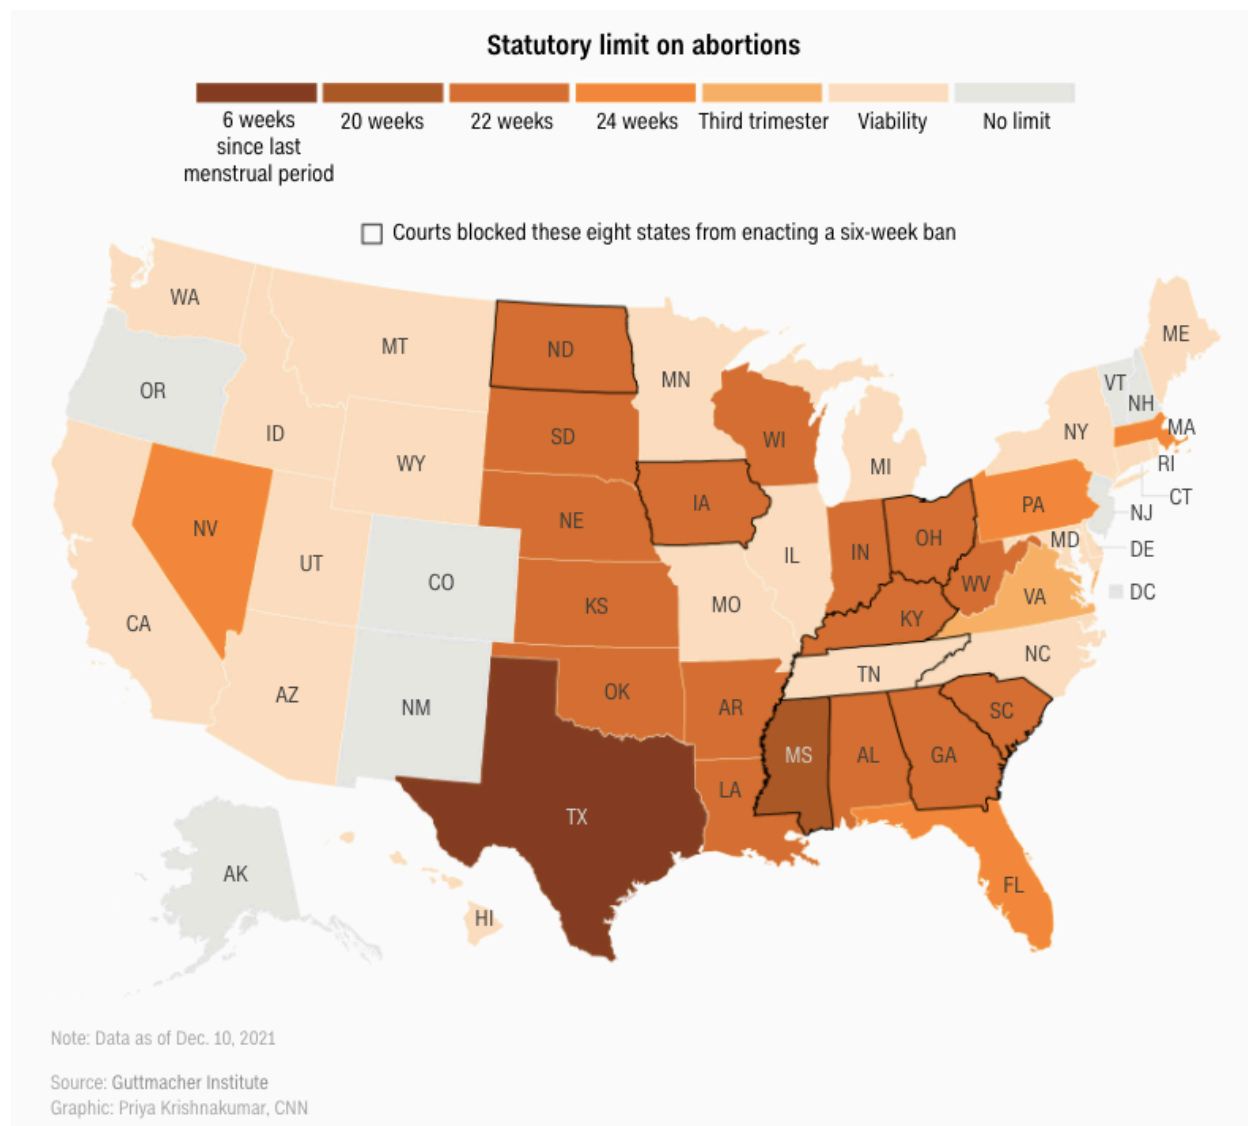 Statutory limit on abortions
6 weeks
since last
menstrual period
20 weeks
22 weeks
24 weeks
Third trimester
Viability
No limit
Courts blocked these eight states from enacting a six-week ban
WA
MT
ND
MN
ME
OR
VT
NH
ID
SD
WI
NY
MA
WY
MI
RI
CT
NV
NE
IA
PA
NJ
UT
CO
IL
IN
OH
MD
DE
CA
KS
MO
WV
VA
DC
KY
AZ
NM
OK
AR
TN
NC
SC
MS
AL
GA
TX
LA
AK
FL
HI
Note: Data as of Dec. 10, 2021
Source: Guttmacher Institute
Graphic: Priya Krishnakumar, CNN